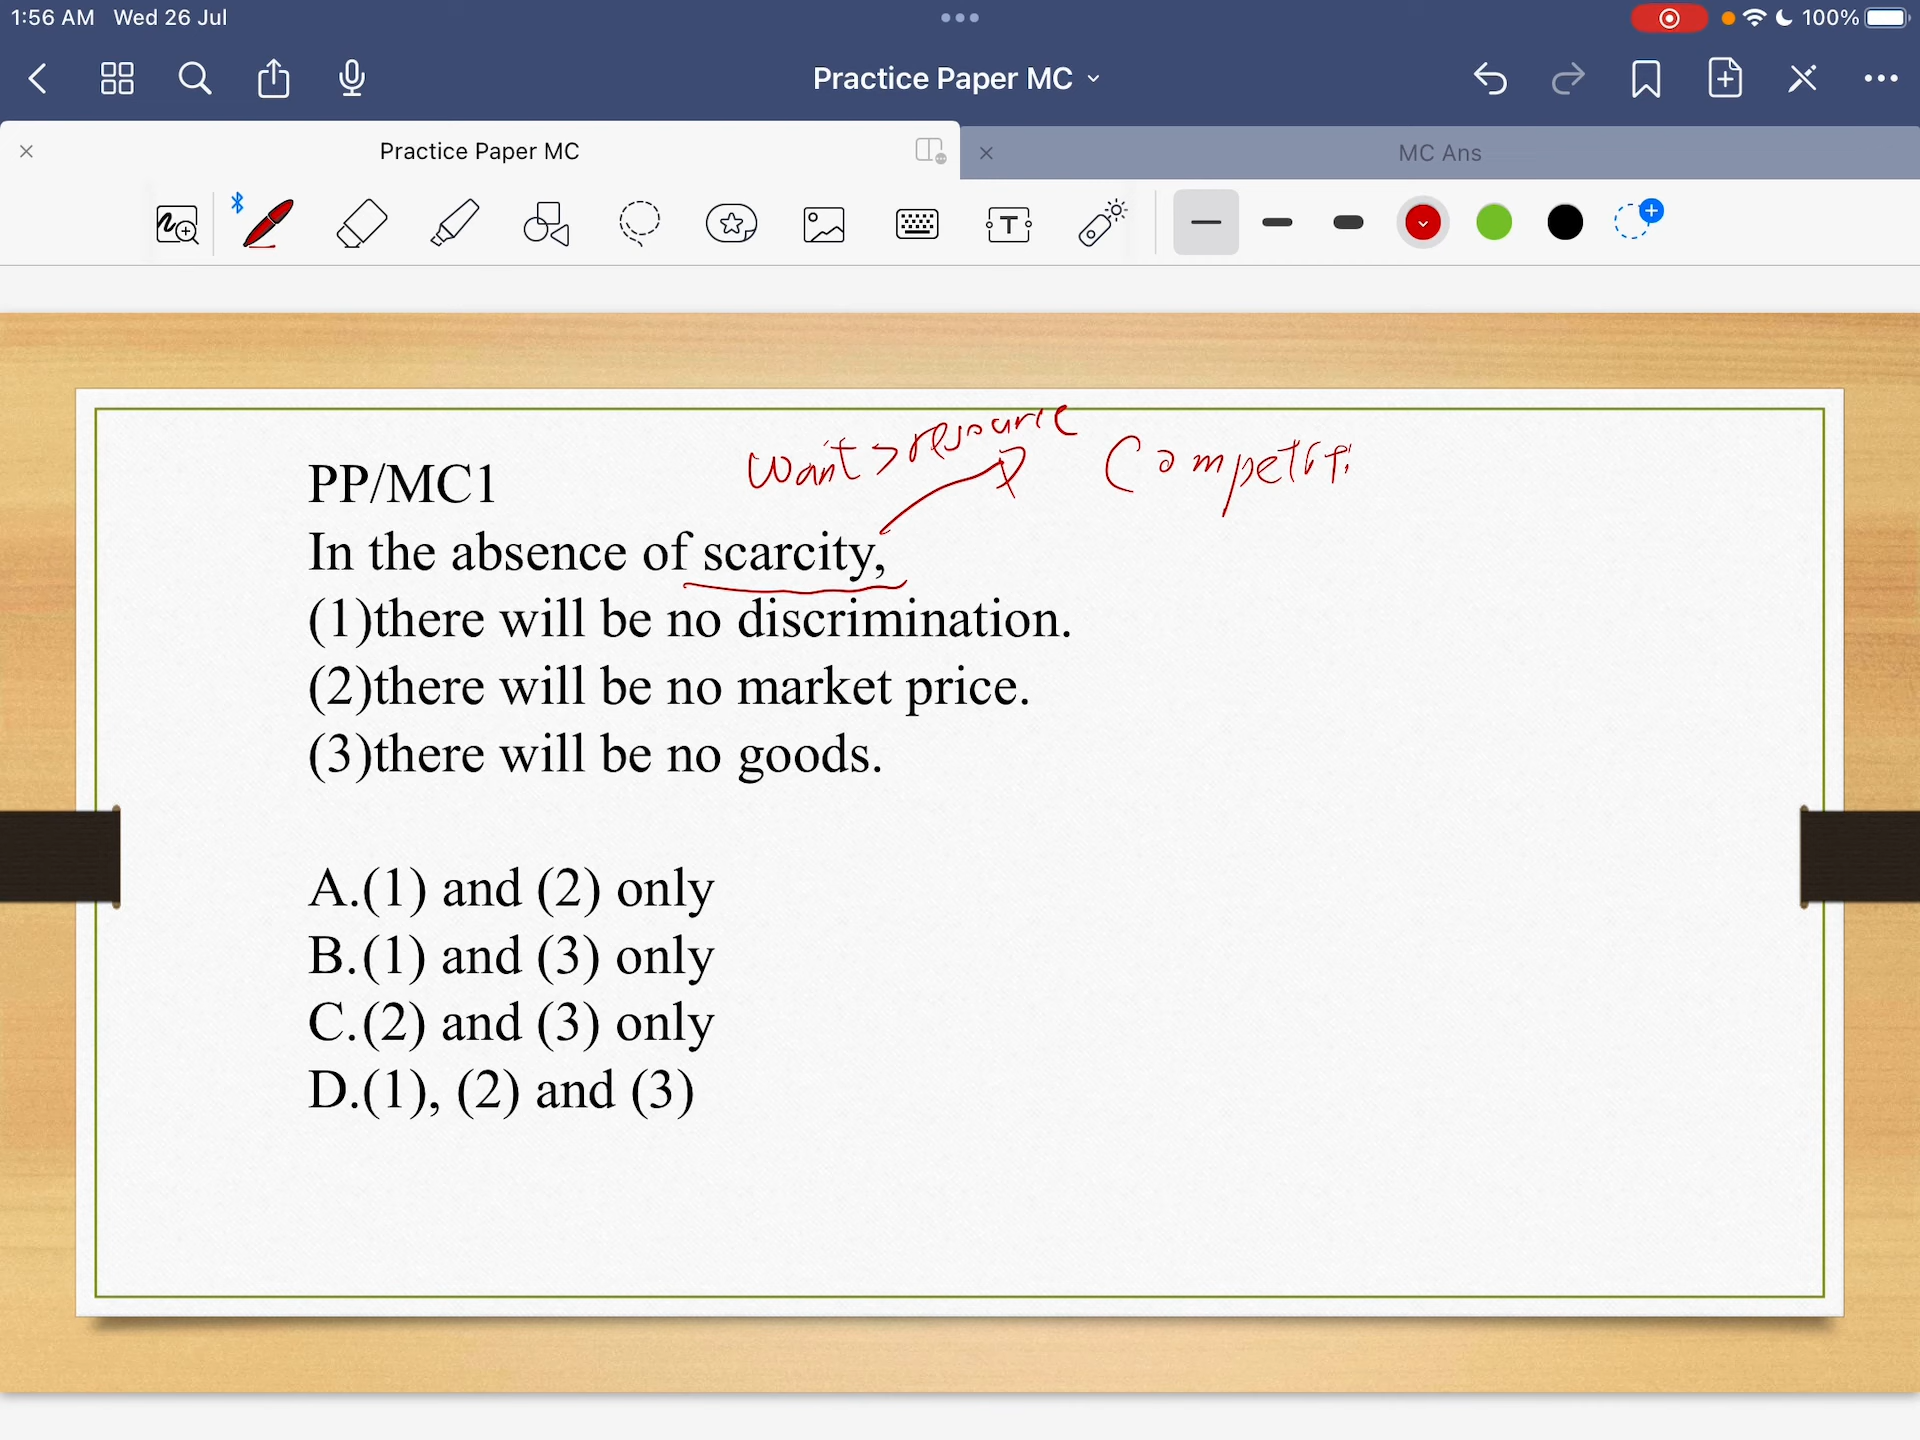 1:56 AM Wed 26 Jul
100%
Practice Paper MC
Practice Paper MC
MC Ans
want > resource
Competiti
PP/MC1
In the absence of scarcity,
(1)there will be no discrimination.
(2)there will be no market price.
(3)there will be no goods.
A.(1) and (2) only
B.(1) and (3) only
C.(2) and (3) only
D.(1), (2) and (3)